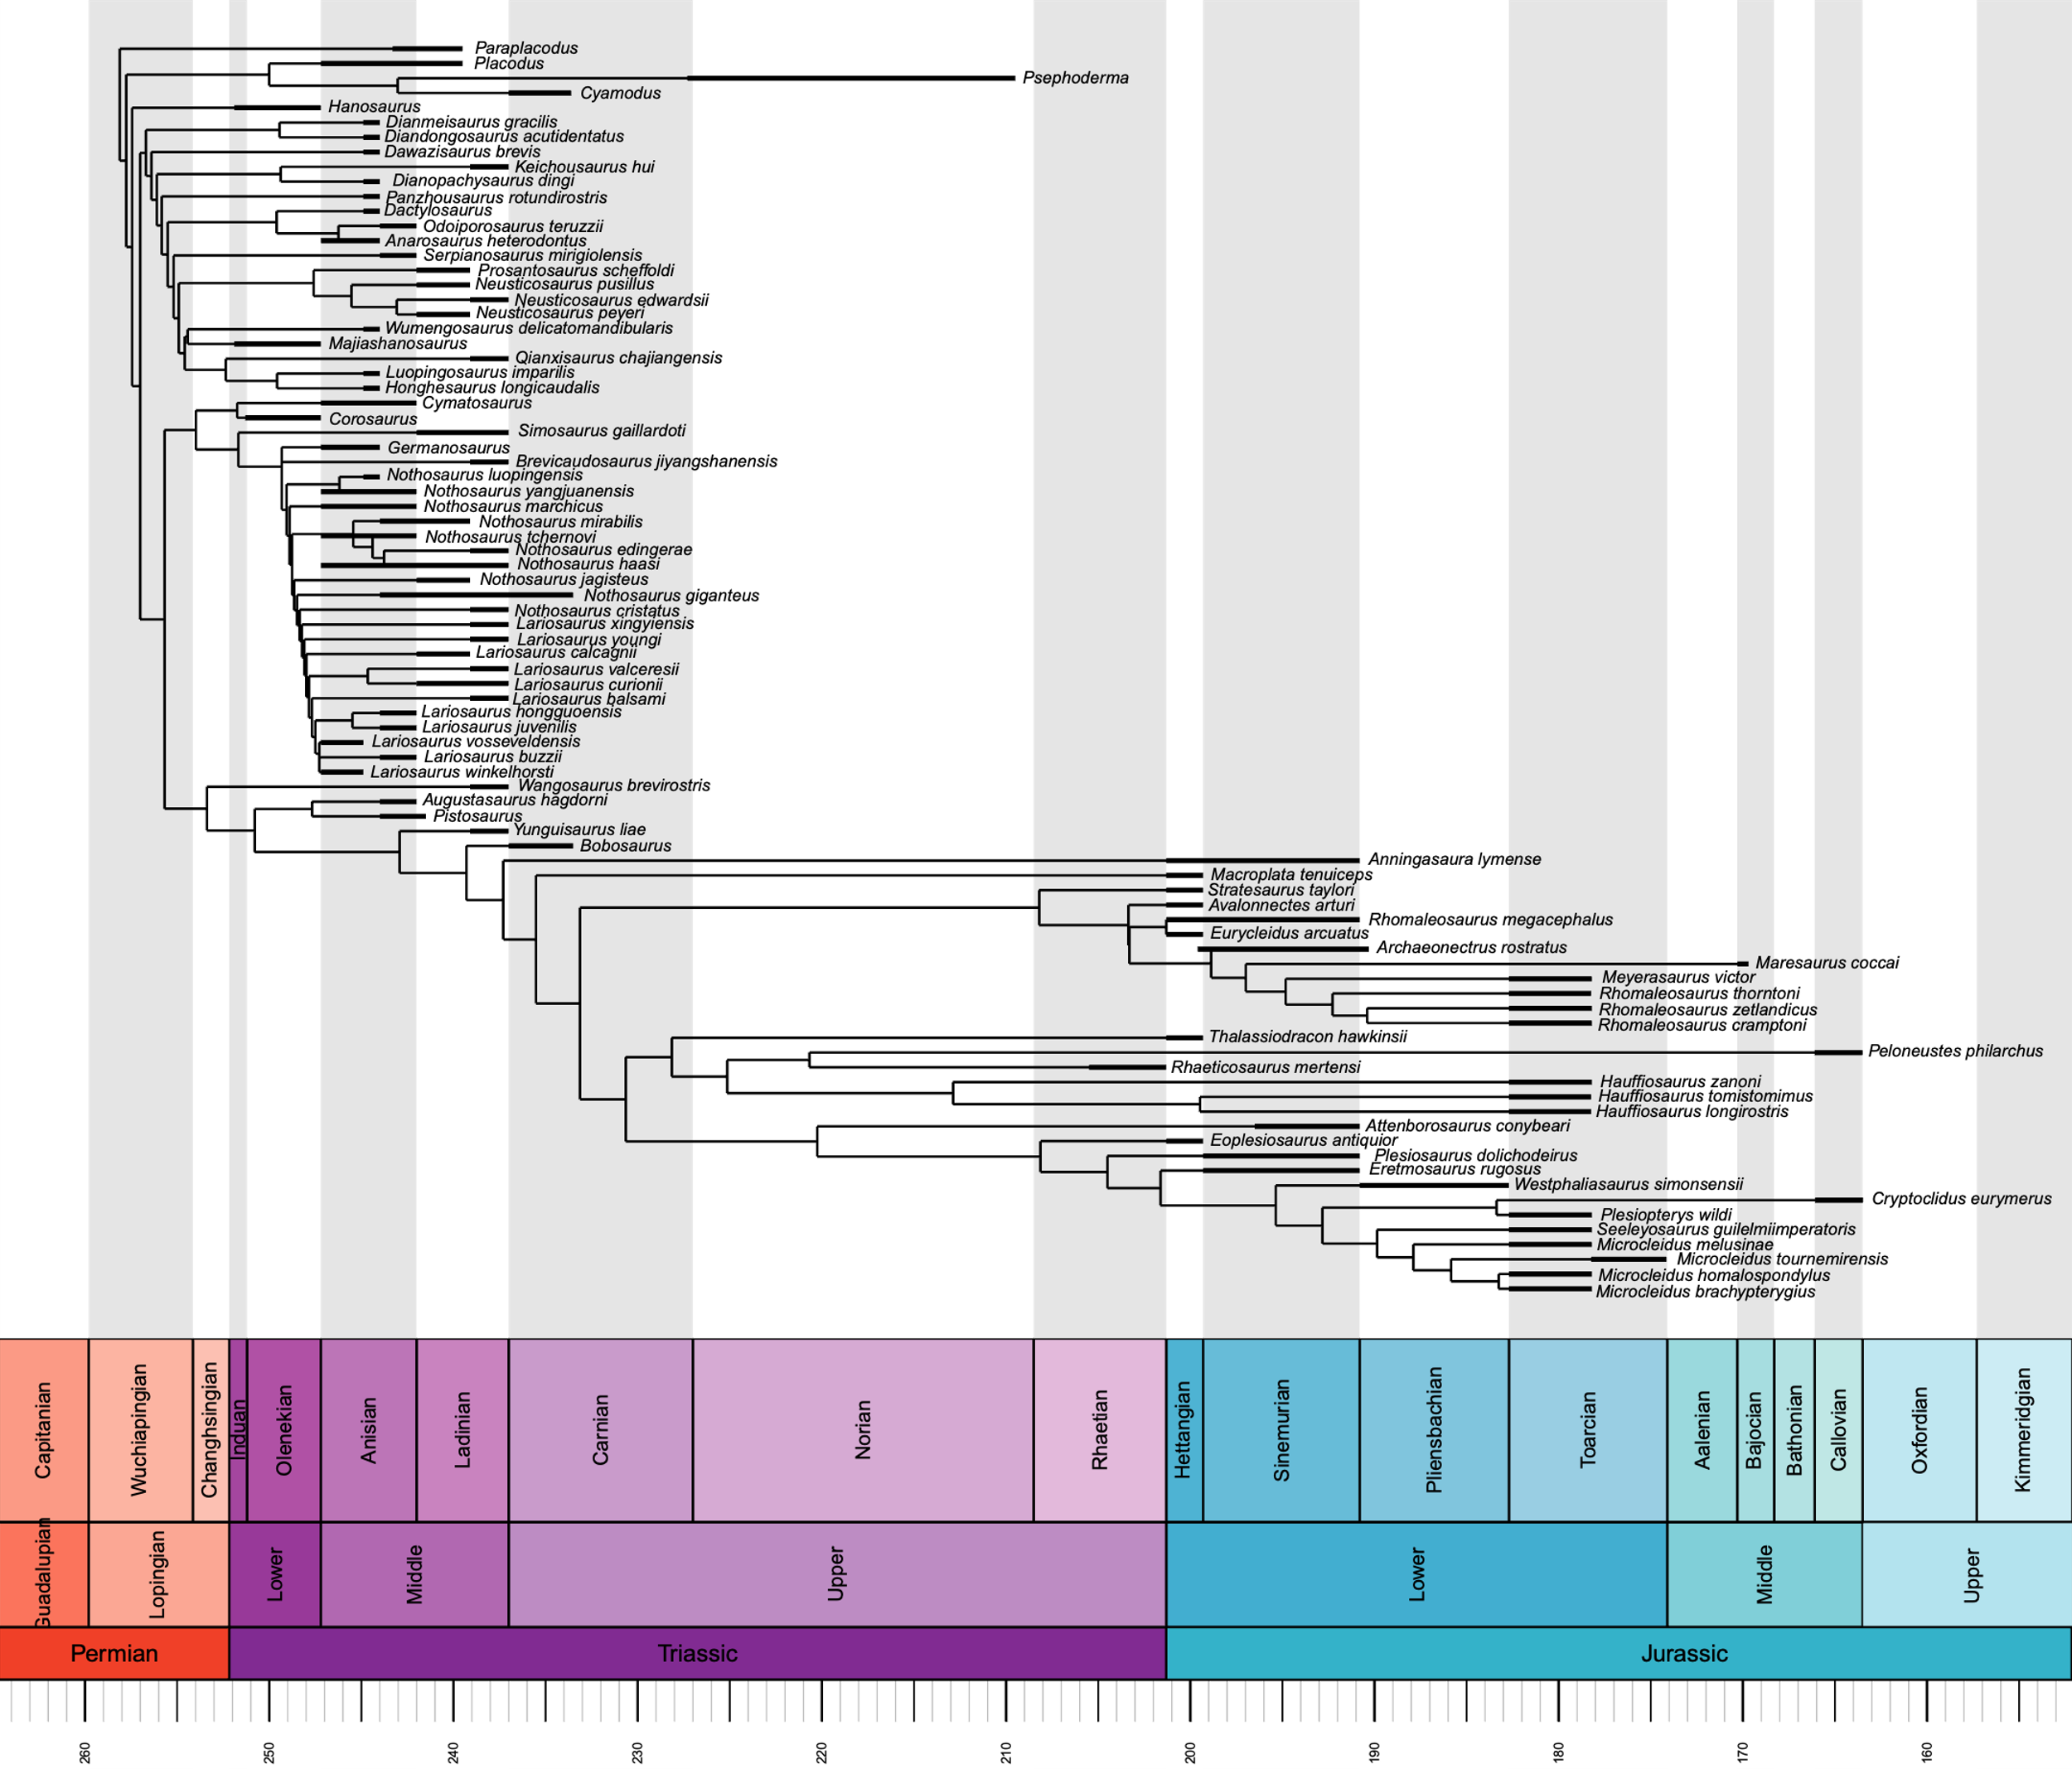 Paraplacodus
Placodus
Psephoderma
Cyamodus
Hanosaurus
Dianmeisaurus gracilis
Diandongosaurus acutidentatus
Dawazisaurus brevis
Keichousaurus hui
Dianopachysaurus dingi
Panzhousaurus rotundirostris
Dactylosaurus
Odoiporosaurus teruzzii
Anarosaurus heterodontus
Serpianosaurus mirigiolensis
Prosantosaurus scheffoldi
Neusticosaurus pusillus
Neusticosaurus edwardsii
Neusticosaurus peyeri
Wumengosaurus delicatomandibularis
Majiashanosaurus
Qianxisaurus chajiangensis
Luopingosaurus imparilis
Honghesaurus longicaudalis
Cymatosaurus
Corosaurus
Simosaurus gaillardoti
Germanosaurus
Brevicaudosaurus jiyangshanensis
Nothosaurus luopingensis
Nothosaurus yangjuanensis
Nothosaurus marchicus
Nothosaurus mirabilis
Nothosaurus tchernovi
Nothosaurus edingerae
Nothosaurus haasi
Nothosaurus jagisteus
Nothosaurus giganteus
Nothosaurus cristatus
Lariosaurus xingyiensis
Lariosaurus youngi
Lariosaurus calcagnii
Lariosaurus valceresii
Lariosaurus curionii
Lariosaurus balsami
Lariosaurus hongguoensis
Lariosaurus juvenilis
Lariosaurus vosseveldensis
Lariosaurus buzzii
Lariosaurus winkelhorsti
Wangosaurus brevirostris
Augustasaurus hagdorni
Pistosaurus
Yunguisaurus liae
Bobosaurus
Anningasaura lymense
Macroplata tenuiceps
Stratesaurus taylori
Avalonnectes arturi
Rhomaleosaurus megacephalus
Eurycleidus arcuatus
Archaeonectrus rostratus
Maresaurus coccai
Meyerasaurus victor
Rhomaleosaurus thorntoni
Rhomaleosaurus zetlandicus
Rhomaleosaurus cramptoni
Thalassiodracon hawkinsii
Peloneustes philarchus
Rhaeticosaurus mertensi
Hauffiosaurus zanoni
Hauffiosaurus tomistomimus
Hauffiosaurus longirostris
Attenborosaurus conybeari
Eoplesiosaurus antiquior
Plesiosaurus dolichodeirus
Eretmosaurus rugosus
Westphaliasaurus simonsensii
Cryptoclidus eurymerus
Plesiopterys wildi
Seeleyosaurus guilelmiimperatoris
Microcleidus melusinae
Microcleidus tournemirensis
Microcleidus homalospondylus
Microcleidus brachypterygius
Capitanian
Wuchiapingian
Changhsingian
Induan
Olenekian
Anisian
Ladinian
Carnian
Norian
Rhaetian
Hettangian
Sinemurian
Pliensbachian
Toarcian
Aalenian
Bajocian
Bathonian
Callovian
Oxfordian
Kimmeridgian
Guadalupian
Lopingian
Lower
Middle
Upper
Lower
Middle
Upper
Permian
Triassic
Jurassic
260
250
240
230
220
210
200
190
180
170
160